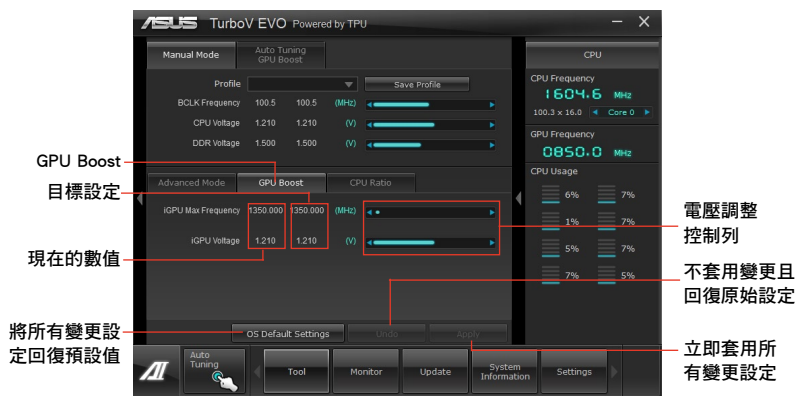 ASUS TurboV EVO Powered by TPU
Manual Mode
Auto Tuning
GPU Boost
Profile
Save Profile
BCLK Frequency 100.5 100.5 (MHz)
CPU Voltage 1.210 1.210 (V)
DDR Voltage 1.500 1.500 (V)
Advanced Mode
GPU Boost
CPU Ratio
iGPU Max Frequency 1350.000 1350.000 (MHz)
iGPU Voltage 1.210 1.210 (V)
OS Default Settings
Undo
Apply
CPU
CPU Frequency
1604.6 MHz
100.3 x 16.0 Core 0
GPU Frequency
0850.0 MHz
CPU Usage
6% 7%
1% 7%
5% 7%
7% 5%
Auto
Tuning
Tool
Monitor
Update
System
Information
Settings
GPU Boost
目標設定
現在的數值
將所有變更設
定回復預設值
電壓調整
控制列
不套用變更且
回復原始設定
立即套用所
有變更設定